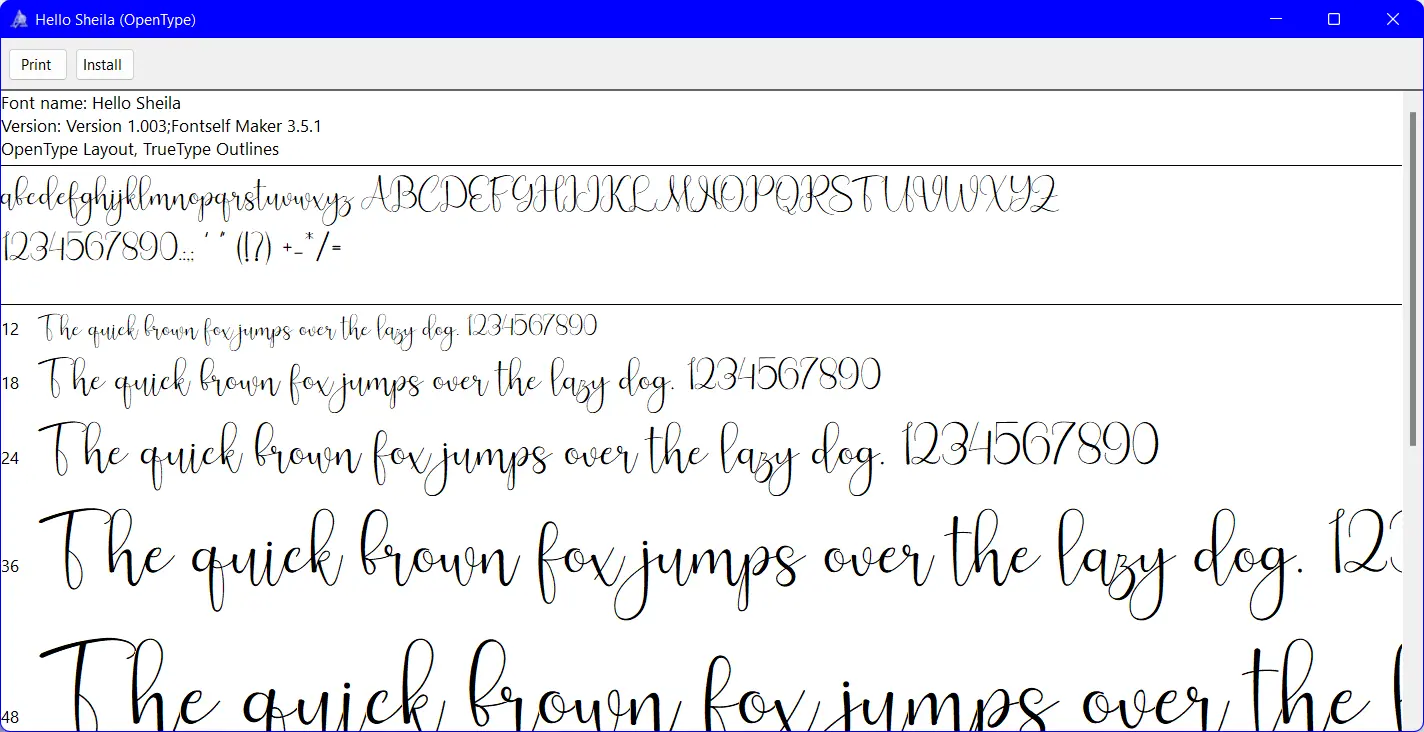 Hello Sheila (OpenType)
Print Install
Font name: Hello Sheila
Version: Version 1.003;Fontself Maker 3.5.1
OpenType Layout, TrueType Outlines
abcdefghijklmnopqrstuvwxyz ABCDEFGHIJKLMNOPQRSTUVWXYZ
1234567890.:,; ' " (!?) +-*/=
12 The quick brown fox jumps over the lazy dog. 1234567890
18 The quick brown fox jumps over the lazy dog. 1234567890
24 The quick brown fox jumps over the lazy dog. 1234567890
36 The quick brown fox jumps over the lazy dog. 123
48 The quick brown fox jumps over the